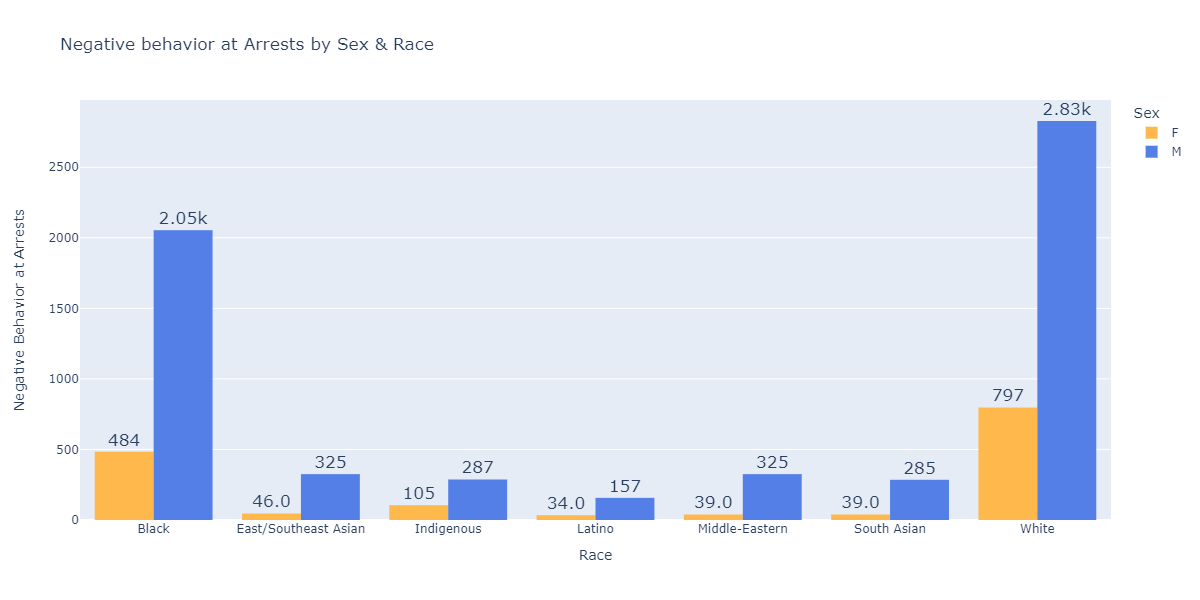 Negative behavior at Arrests by Sex & Race
Sex
F
M
Negative Behavior at Arrests
2500
2000
1500
1000
500
0
484
2.05k
46.0
325
105
287
34.0
157
39.0
325
39.0
285
797
2.83k
Black
East/Southeast Asian
Indigenous
Latino
Middle-Eastern
South Asian
White
Race